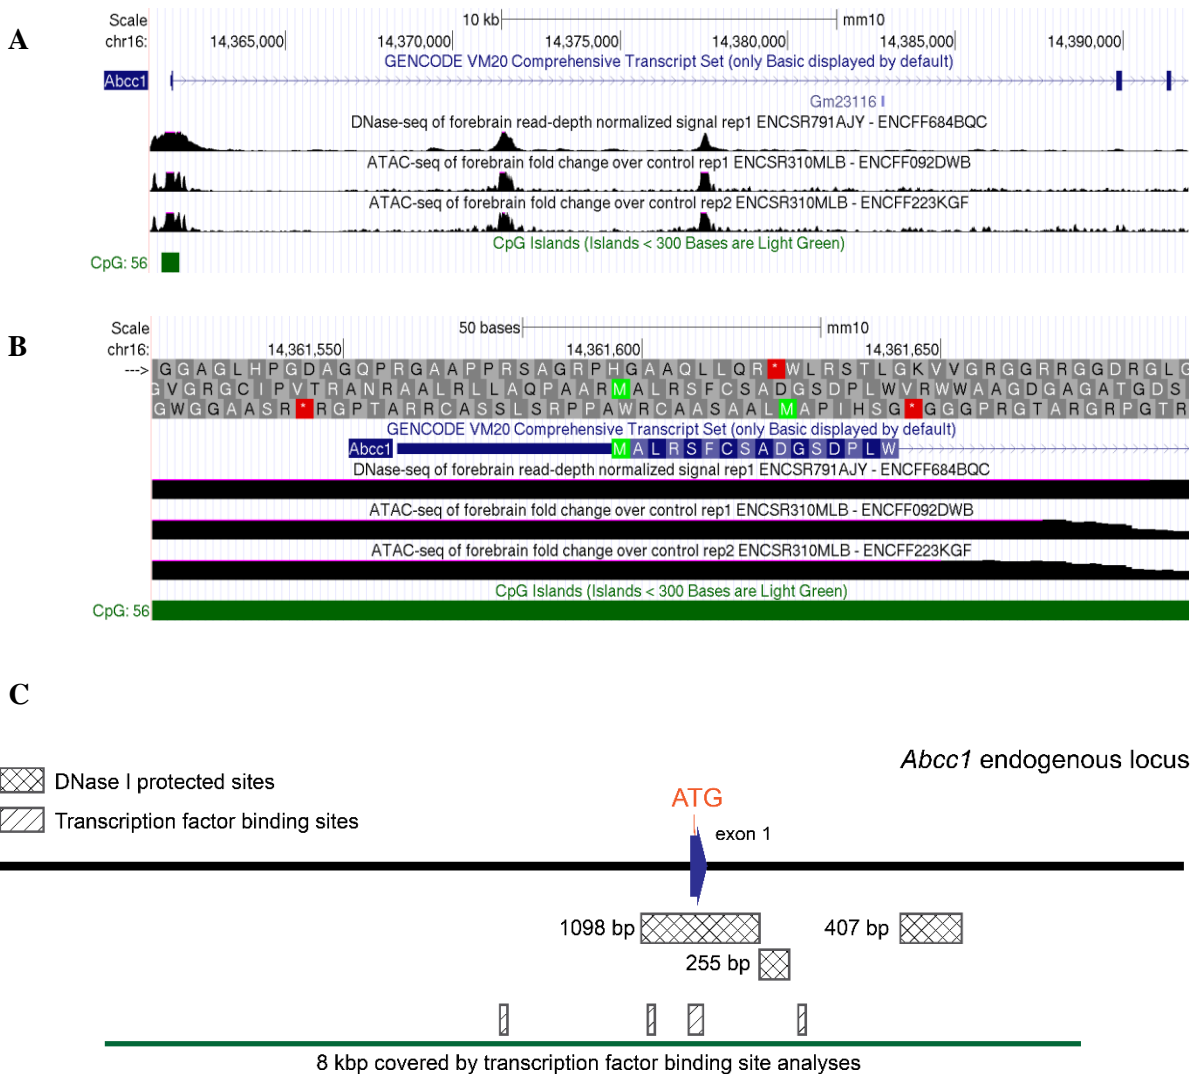 A
Scale 10 kb mm10
chr16: 14,365,000 14,370,000 14,375,000 14,380,000 14,385,000 14,390,000
GENCODE VM20 Comprehensive Transcript Set (only Basic displayed by default)
Abcc1
Gm23116
DNase-seq of forebrain read-depth normalized signal rep1 ENCSR791AJY - ENCFF684BQC
ATAC-seq of forebrain fold change over control rep1 ENCSR310MLB - ENCFF092DWB
ATAC-seq of forebrain fold change over control rep2 ENCSR310MLB - ENCFF223KGF
CpG Islands (Islands < 300 Bases are Light Green)
CpG: 56
B
Scale 50 bases mm10
chr16: 14,361,550 14,361,600 14,361,650
---> G G A G L H P G D A G Q P R G A A P P R S A G R P H G A A Q L L Q R * W L R S T L G K V V G R G G R R G G D R G L G
G V G R G C I P V T R A N R A A L R L L A Q P A A R M A L R S F C S A D G S D P L W V R W W A A G D G A G A T G D S
G W G G A A S R * R G P T A R R C A S S L S R P P A W R C A A S A A L M A P I H S G * G G G P R G T A R G R P G T R
GENCODE VM20 Comprehensive Transcript Set (only Basic displayed by default)
Abcc1 M A L R S F C S A D G S D P L W
DNase-seq of forebrain read-depth normalized signal rep1 ENCSR791AJY - ENCFF684BQC
ATAC-seq of forebrain fold change over control rep1 ENCSR310MLB - ENCFF092DWB
ATAC-seq of forebrain fold change over control rep2 ENCSR310MLB - ENCFF223KGF
CpG Islands (Islands < 300 Bases are Light Green)
CpG: 56
C
Abcc1 endogenous locus
DNase I protected sites
Transcription factor binding sites
ATG
exon 1
1098 bp
407 bp
255 bp
8 kbp covered by transcription factor binding site analyses